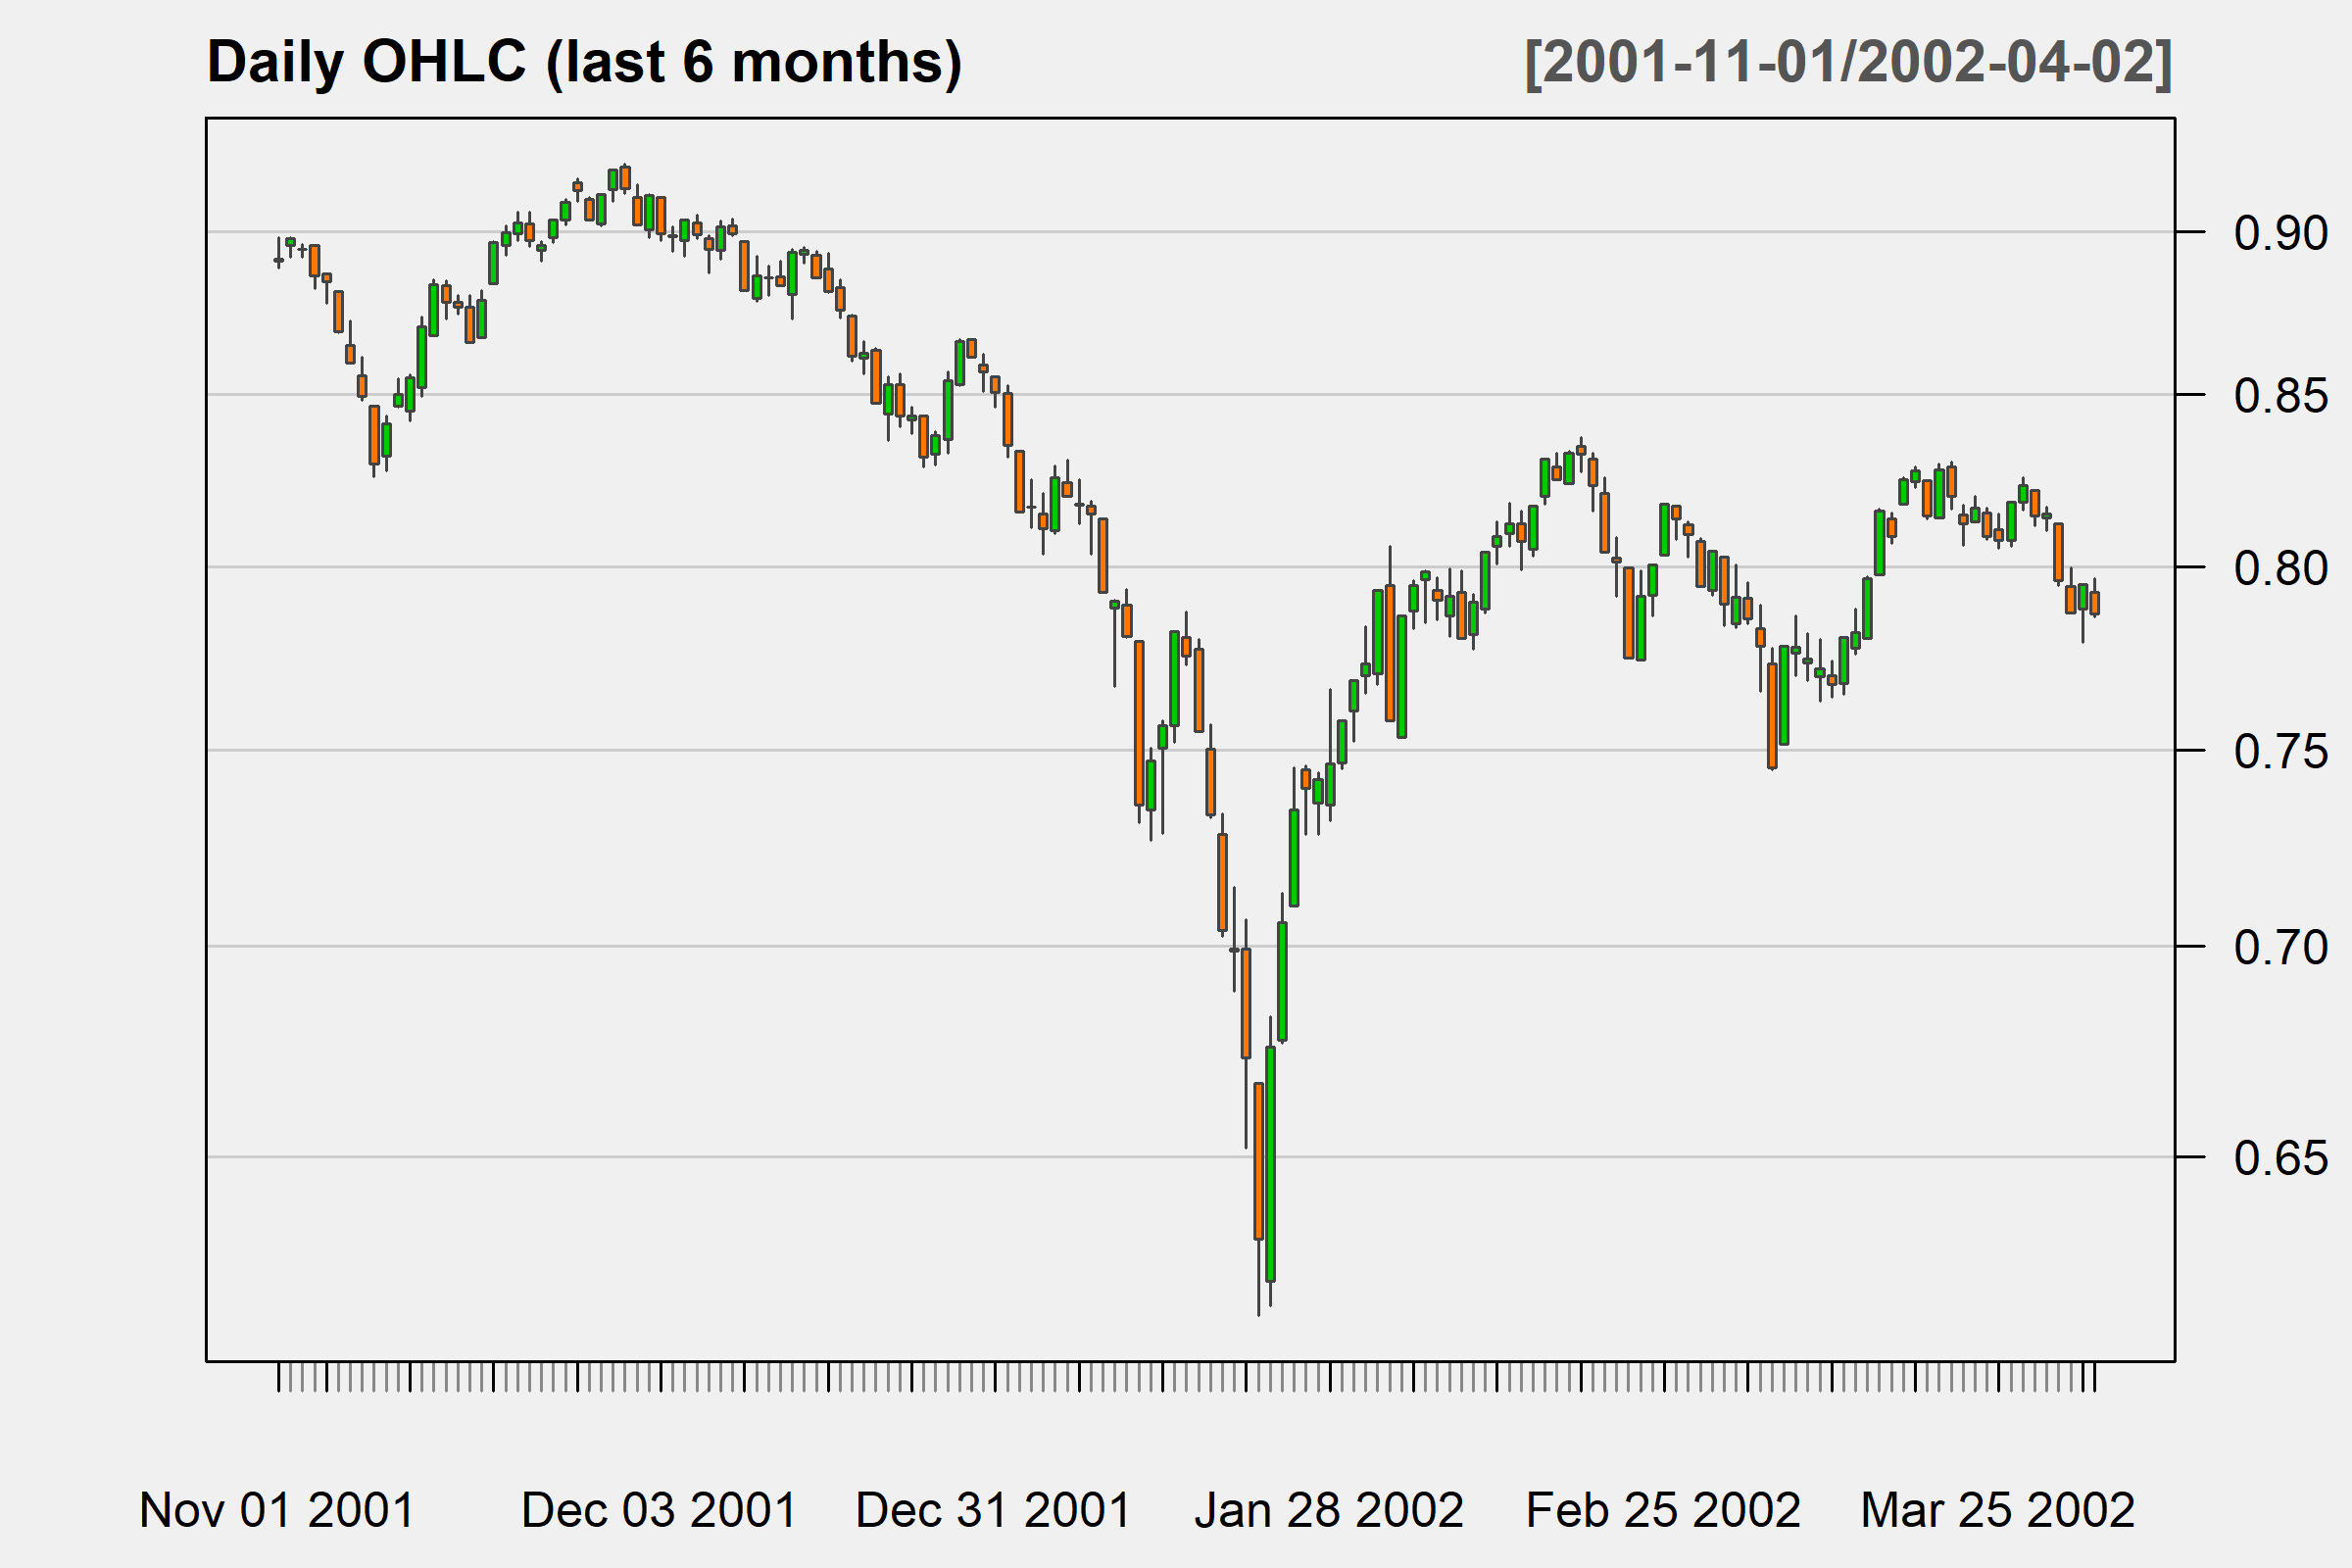 Daily OHLC (last 6 months)
[2001-11-01/2002-04-02]
0.90
0.85
0.80
0.75
0.70
0.65
Nov 01 2001
Dec 03 2001
Dec 31 2001
Jan 28 2002
Feb 25 2002
Mar 25 2002